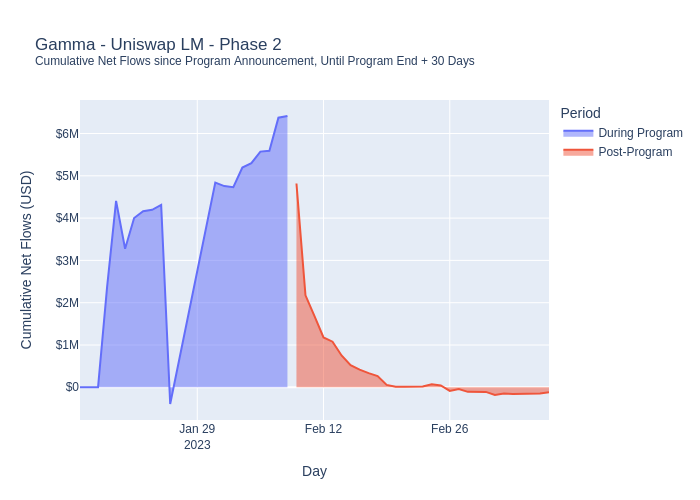 Gamma - Uniswap LM - Phase 2
Cumulative Net Flows since Program Announcement, Until Program End + 30 Days
Period
During Program
Post-Program
Cumulative Net Flows (USD)
$6M
$5M
$4M
$3M
$2M
$1M
$0
Jan 29
2023
Feb 12
Feb 26
Day